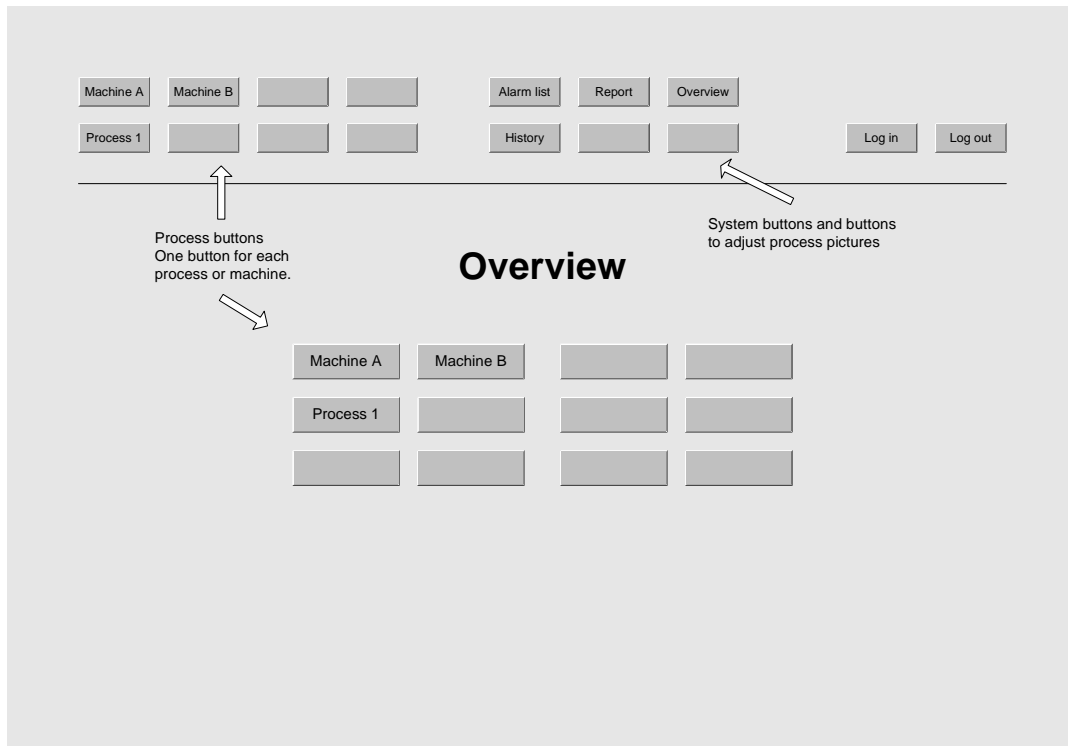 Machine A
Machine B
Alarm list
Report
Overview
Process 1
History
Log in
Log out
Process buttons
One button for each
process or machine.
System buttons and buttons
to adjust process pictures
Overview
Machine A
Machine B
Process 1